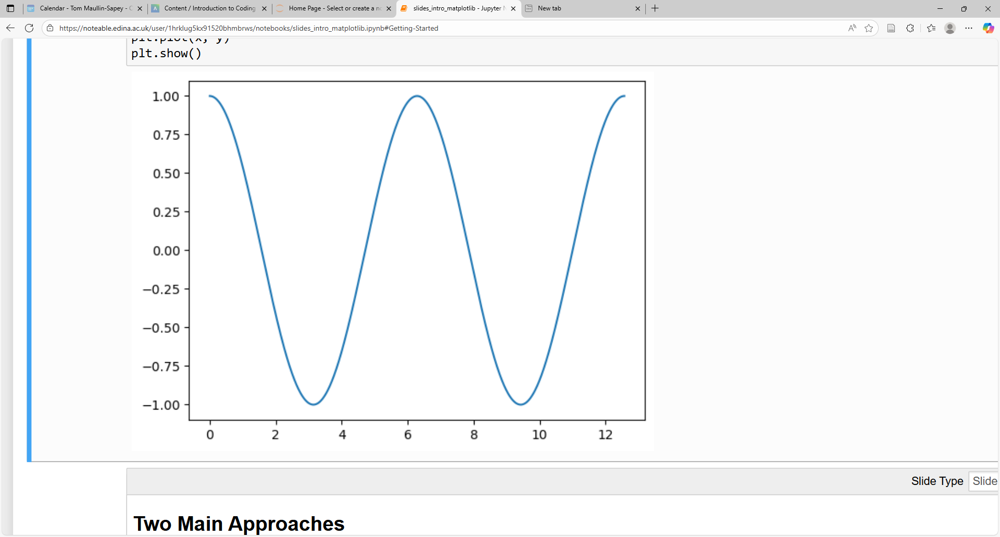 Calendar - Tom Maullin-Sapey - 
Content / Introduction to Coding
Home Page - Select or create a
slides_intro_matplotlib - Jupyter
New tab
https://noteable.edina.ac.uk/user/1hrklug5kx91520bhmbrws/notebooks/slides_intro_matplotlib.ipynb#Getting-Started
plt.plot(x, y)
plt.show()
1.00
0.75
0.50
0.25
0.00
−0.25
−0.50
−0.75
−1.00
0 2 4 6 8 10 12
Slide Type Slide
Two Main Approaches